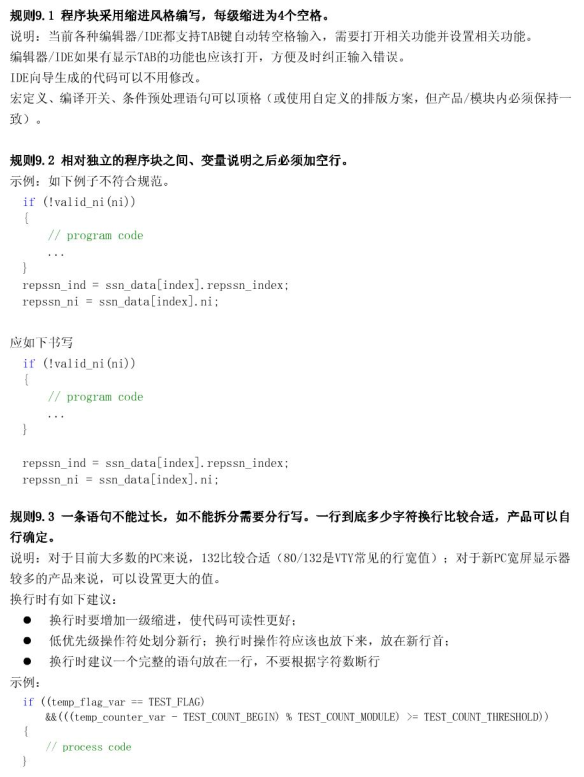 规则9.1 程序块采用缩进风格编写，每级缩进为4个空格。
说明：当前各种编辑器/IDE都支持TAB键自动转空格输入，需要打开相关功能并设置相关功能。
编辑器/IDE如果有显示TAB的功能也应该打开，方便及时纠正输入错误。
IDE向导生成的代码可以不用修改。
宏定义、编译开关、条件预处理语句可以顶格（或使用自定义的排版方案，但产品/模块内必须保持一
致）。
规则9.2 相对独立的程序块之间、变量说明之后必须加空行。
示例：如下例子不符合规范。
if (!valid_ni(ni))
{
// program code
...
}
repssn_ind = ssn_data[index].repssn_index;
repssn_ni = ssn_data[index].ni;
应如下书写
if (!valid_ni(ni))
{
// program code
...
}
repssn_ind = ssn_data[index].repssn_index;
repssn_ni = ssn_data[index].ni;
规则9.3 一条语句不能过长，如不能拆分需要分行写。一行到底多少字符换行比较合适，产品可以自
行确定。
说明：对于目前大多数的PC来说，132比较合适（80/132是VTY常见的行宽值）；对于新PC宽屏显示器
较多的产品来说，可以设置更大的值。
换行时有如下建议：
● 换行时要增加一级缩进，使代码可读性更好；
● 低优先级操作符处划分新行；换行时操作符应该也放下来，放在新行首；
● 换行时建议一个完整的语句放在一行，不要根据字符数断行
示例：
if ((temp_flag_var == TEST_FLAG)
&&(((temp_counter_var - TEST_COUNT_BEGIN) % TEST_COUNT_MODULE) >= TEST_COUNT_THRESHOLD))
{
// process code
}